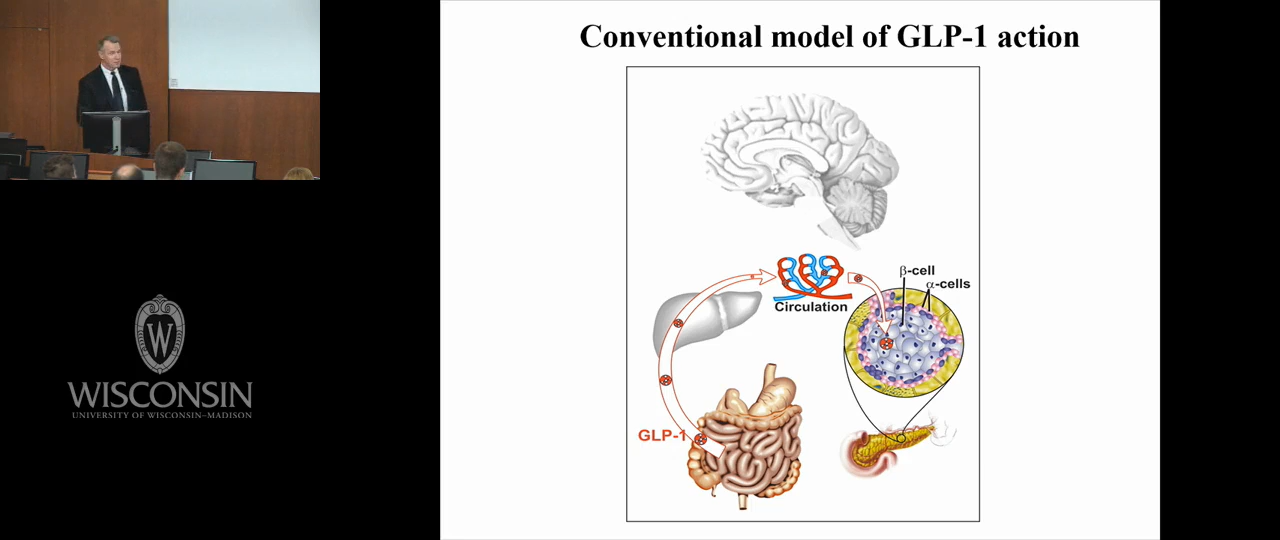 Conventional model of GLP-1 action
β-cell
α-cells
Circulation
GLP-1
W
WISCONSIN
UNIVERSITY OF WISCONSIN–MADISON